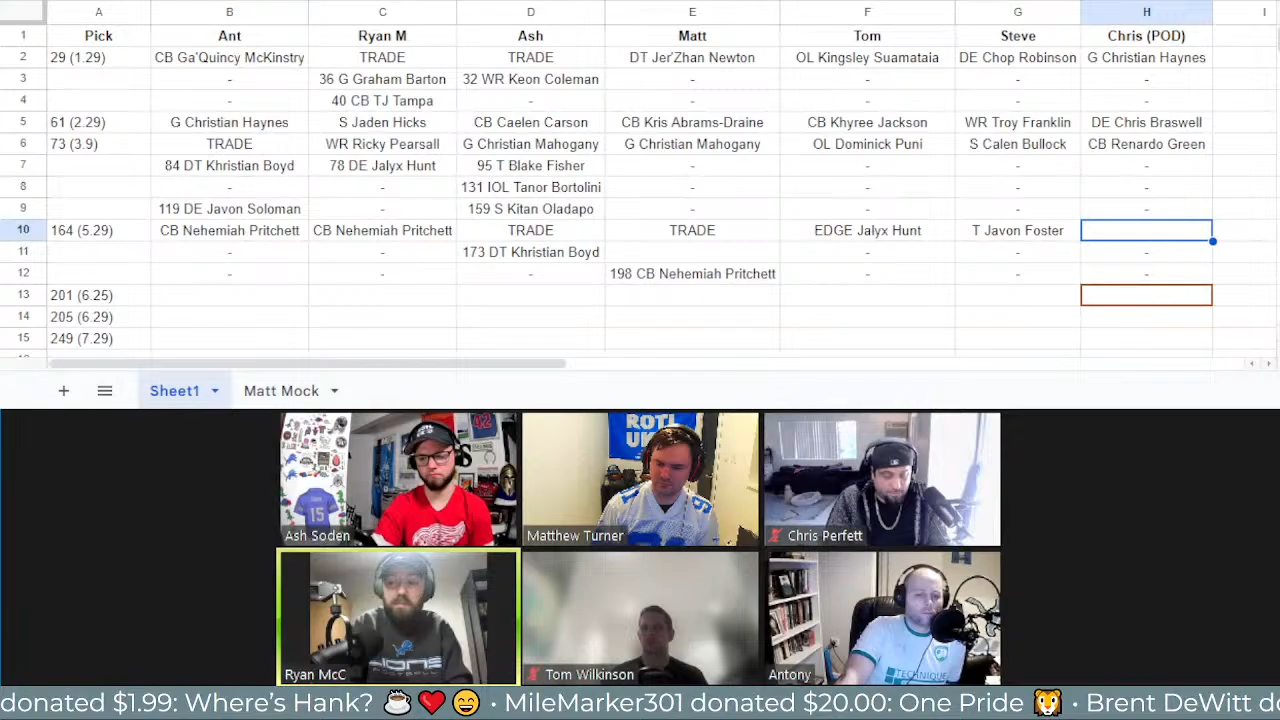 A B C D E F G H I
1 Pick Ant Ryan M Ash Matt Tom Steve Chris (POD)
2 29 (1.29) CB Ga'Quincy McKinstry TRADE TRADE DT Jer'Zhan Newton OL Kingsley Suamataia DE Chop Robinson G Christian Haynes
3 - 36 G Graham Barton 32 WR Keon Coleman - - - -
4 - 40 CB TJ Tampa - - - - -
5 61 (2.29) G Christian Haynes S Jaden Hicks CB Caelen Carson CB Kris Abrams-Draine CB Khyree Jackson WR Troy Franklin DE Chris Braswell
6 73 (3.9) TRADE WR Ricky Pearsall G Christian Mahogany G Christian Mahogany OL Dominick Puni S Calen Bullock CB Renardo Green
7 84 DT Khristian Boyd 78 DE Jalyx Hunt 95 T Blake Fisher - - - -
8 - - 131 IOL Tanor Bortolini - - - -
9 119 DE Javon Soloman - 159 S Kitan Oladapo - - - -
10 164 (5.29) CB Nehemiah Pritchett CB Nehemiah Pritchett TRADE TRADE EDGE Jalyx Hunt T Javon Foster
11 - - 173 DT Khristian Boyd - - -
12 - - - 198 CB Nehemiah Pritchett - - -
13 201 (6.25)
14 205 (6.29)
15 249 (7.29)
+ Sheet1 Matt Mock
42
ROTL
UK
15
Ash Soden
Matthew Turner
Chris Perfett
LIONS
TECHNIQUE
Ryan McC
Tom Wilkinson
Antony
donated $1.99: Where's Hank? ☕❤️😄 · MileMarker301 donated $20.00: One Pride 🦁 · Brent DeWitt do